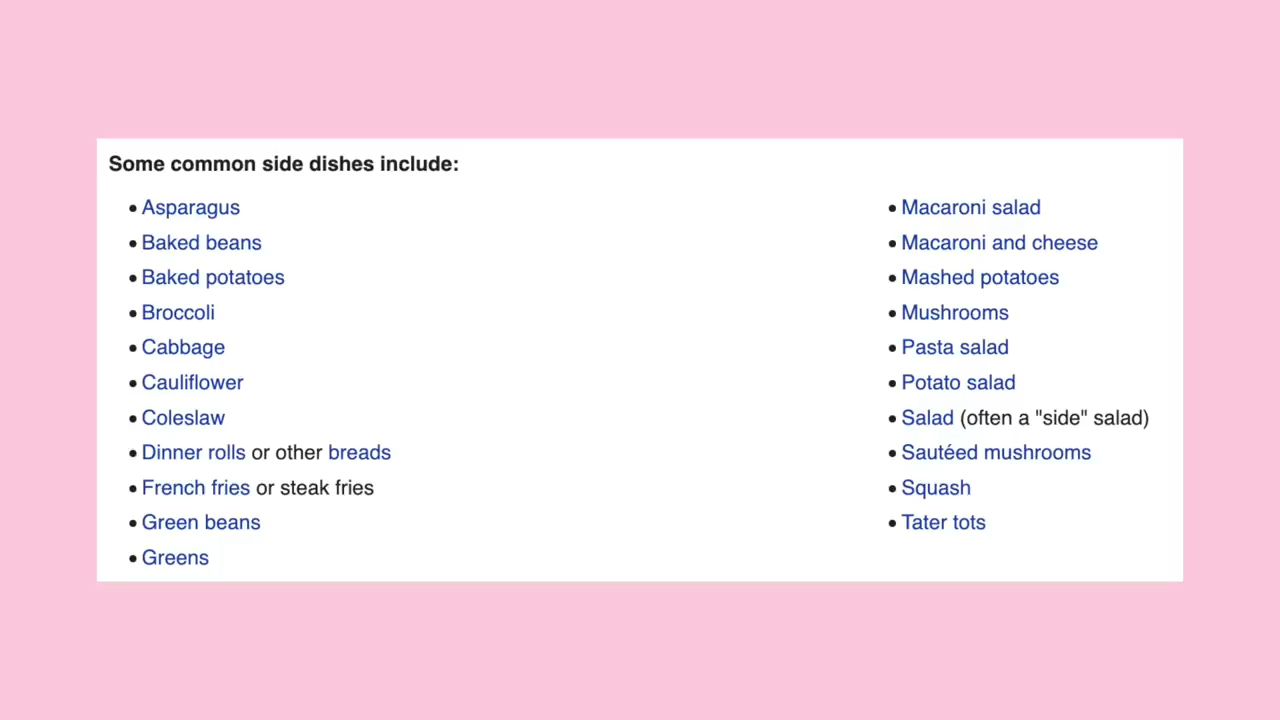 Some common side dishes include:
• Asparagus
• Baked beans
• Baked potatoes
• Broccoli
• Cabbage
• Cauliflower
• Coleslaw
• Dinner rolls or other breads
• French fries or steak fries
• Green beans
• Greens
• Macaroni salad
• Macaroni and cheese
• Mashed potatoes
• Mushrooms
• Pasta salad
• Potato salad
• Salad (often a "side" salad)
• Sautéed mushrooms
• Squash
• Tater tots